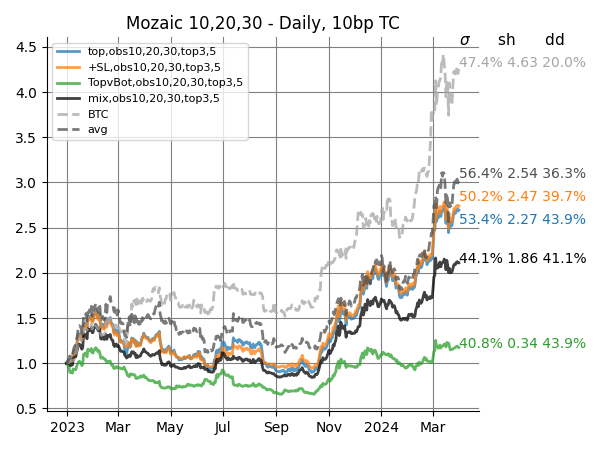 Mozaic 10,20,30 - Daily, 10bp TC
σ sh dd
top,obs10,20,30,top3,5
+SL,obs10,20,30,top3,5
TopvBot,obs10,20,30,top3,5
mix,obs10,20,30,top3,5
BTC
avg
47.4% 4.63 20.0%
56.4% 2.54 36.3%
50.2% 2.47 39.7%
53.4% 2.27 43.9%
44.1% 1.86 41.1%
40.8% 0.34 43.9%
4.5
4.0
3.5
3.0
2.5
2.0
1.5
1.0
0.5
2023 Mar May Jul Sep Nov 2024 Mar